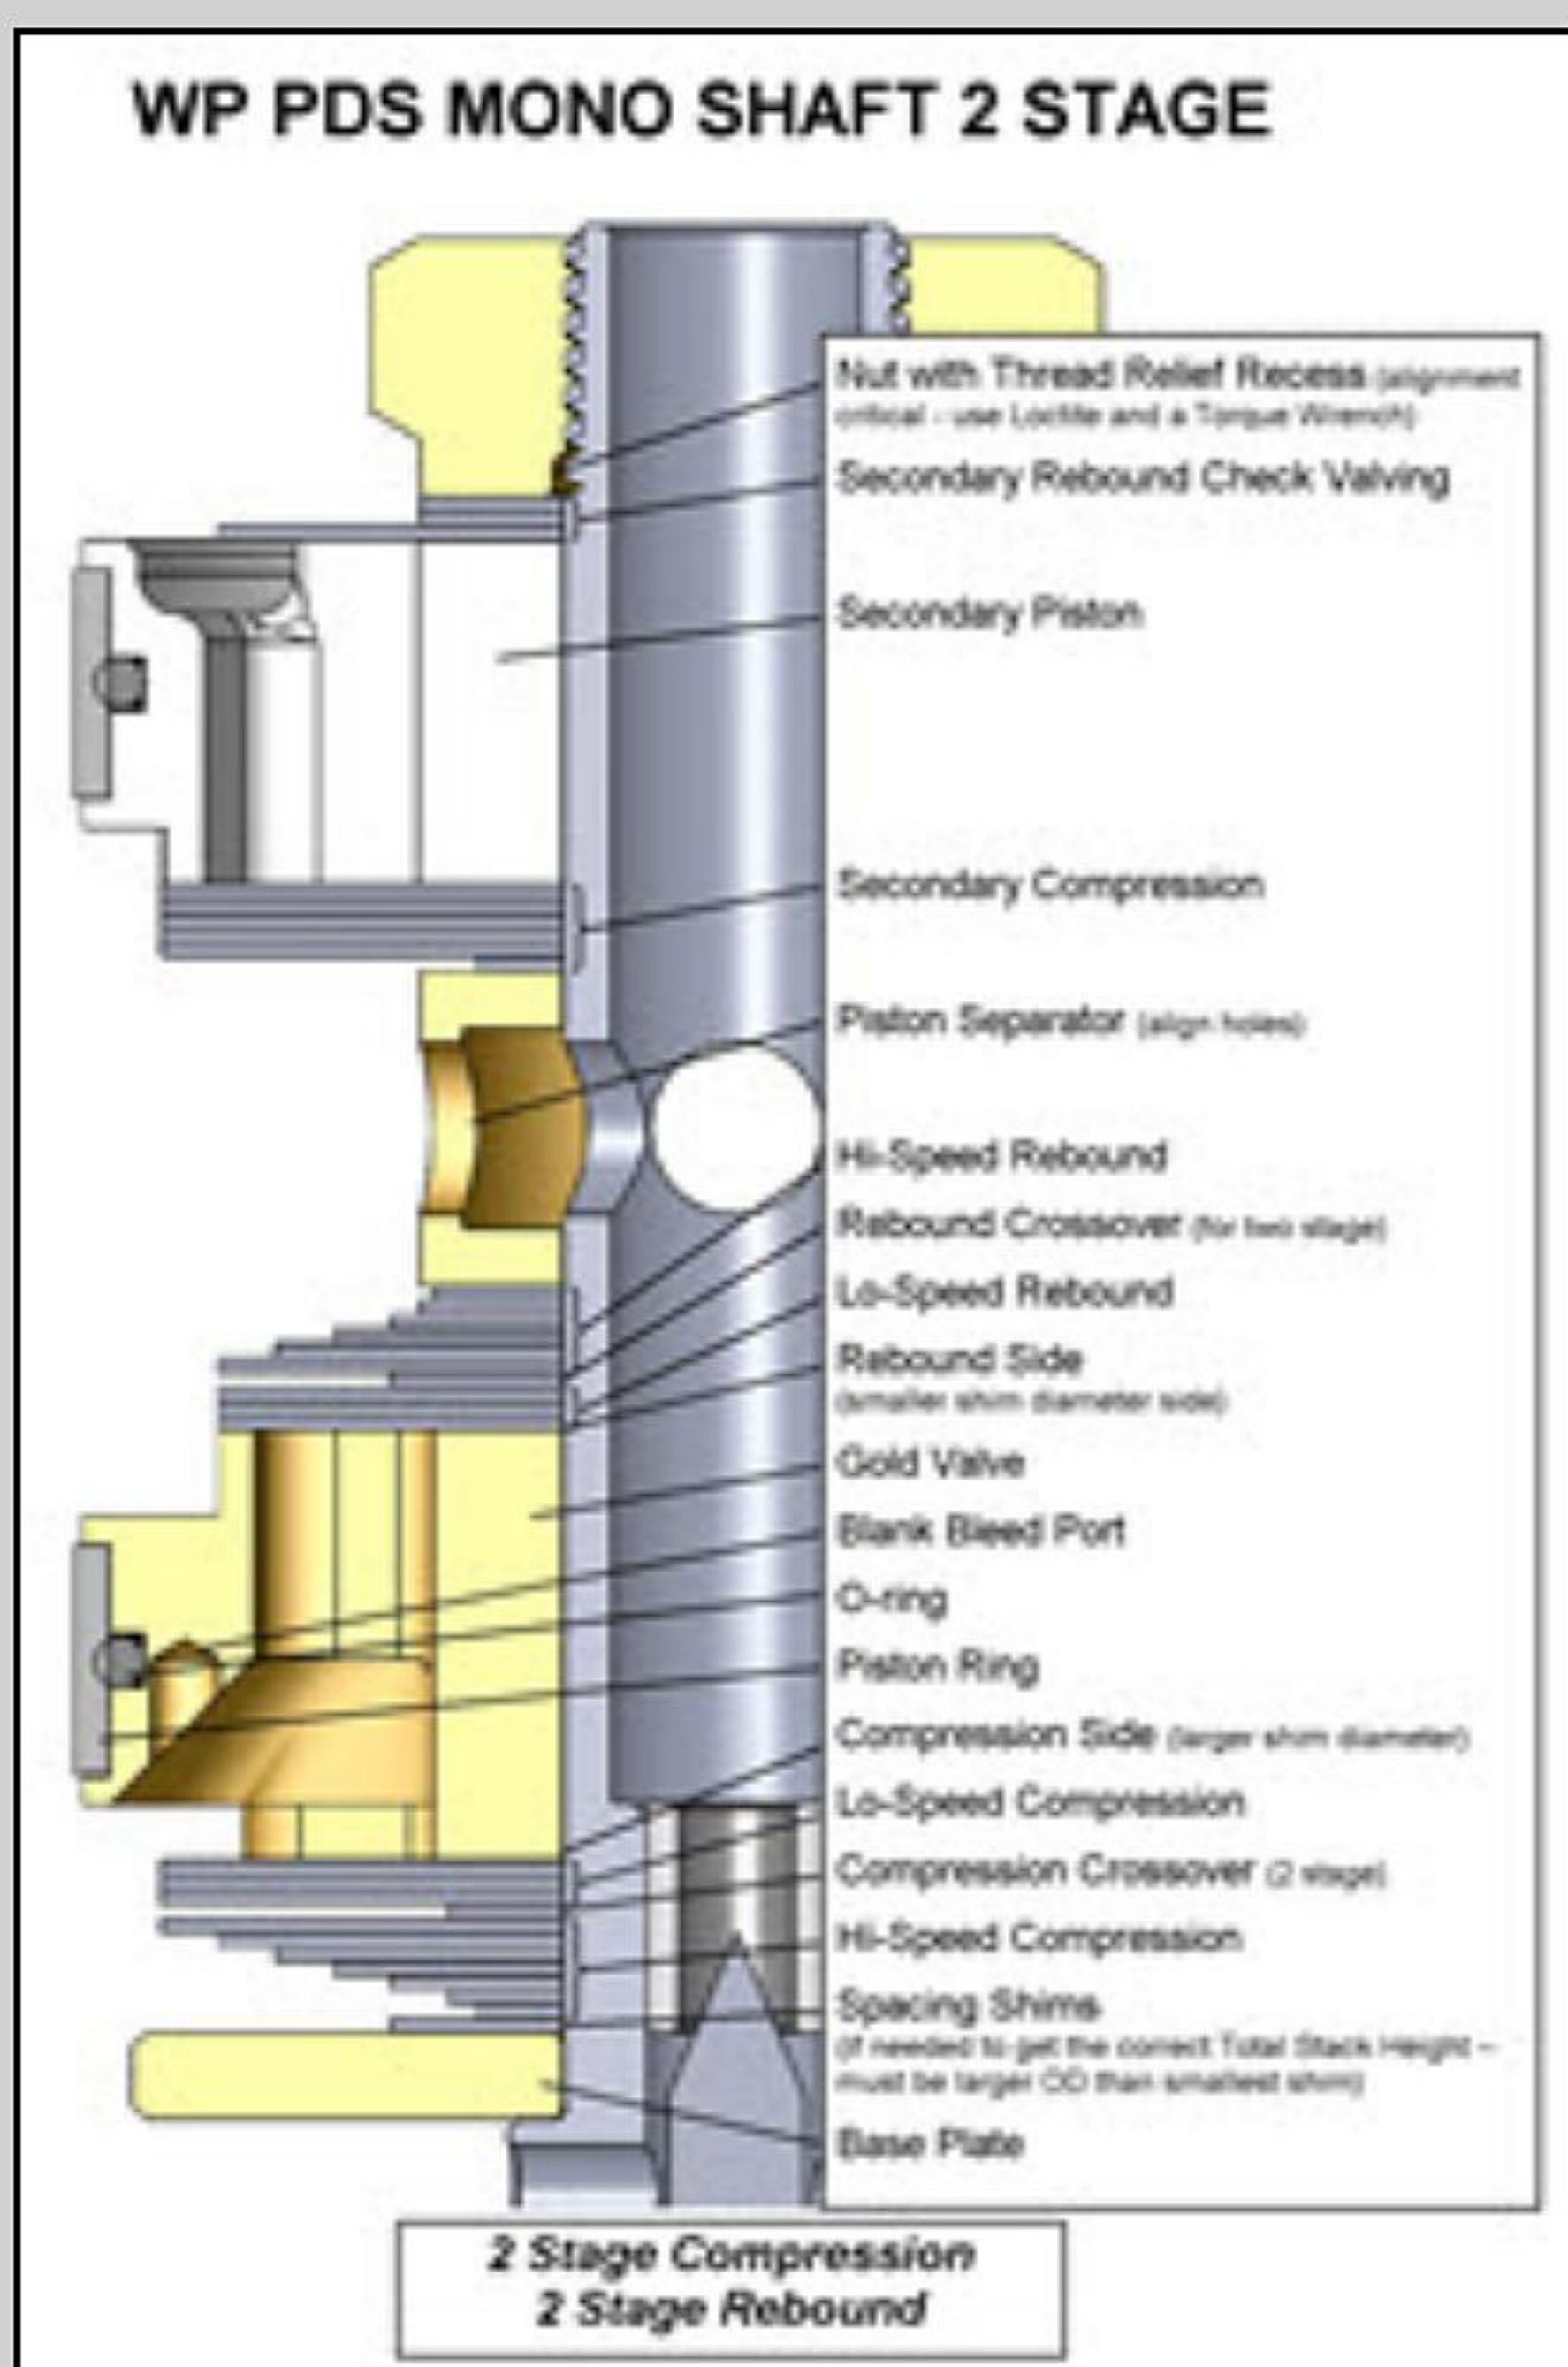 WP PDS MONO SHAFT 2 STAGE
Nut with Thread Relief Recess (alignment
critical - use Loctite and a Torque Wrench)
Secondary Rebound Check Valving
Secondary Piston
Secondary Compression
Piston Separator (align holes)
Hi-Speed Rebound
Rebound Crossover (for two stage)
Lo-Speed Rebound
Rebound Side
(smaller shim diameter side)
Gold Valve
Blank Bleed Port
O-ring
Piston Ring
Compression Side (larger shim diameter)
Lo-Speed Compression
Compression Crossover (2 stage)
Hi-Speed Compression
Spacing Shims
(if needed to get the correct Total Stack Height –
must be larger OD than smallest shim)
Base Plate
2 Stage Compression
2 Stage Rebound